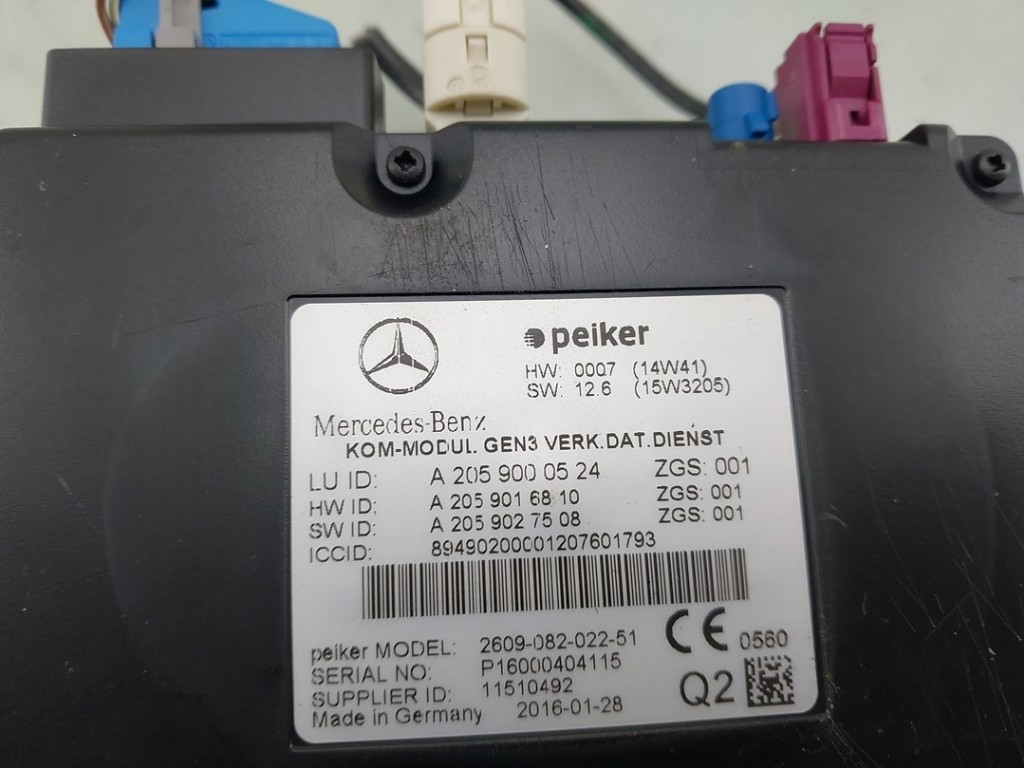 peiker
HW: 0007 (14W41)
SW: 12.6 (15W3205)
Mercedes-Benz
KOM-MODUL GEN3 VERK.DAT.DIENST
LU ID: A 205 900 05 24 ZGS: 001
HW ID: A 205 901 68 10 ZGS: 001
SW ID: A 205 902 75 08 ZGS: 001
ICCID: 89490200001207601793
peiker MODEL: 2609-082-022-51
SERIAL NO: P16000404115
SUPPLIER ID: 11510492
Made in Germany 2016-01-28
CE 0560
Q2